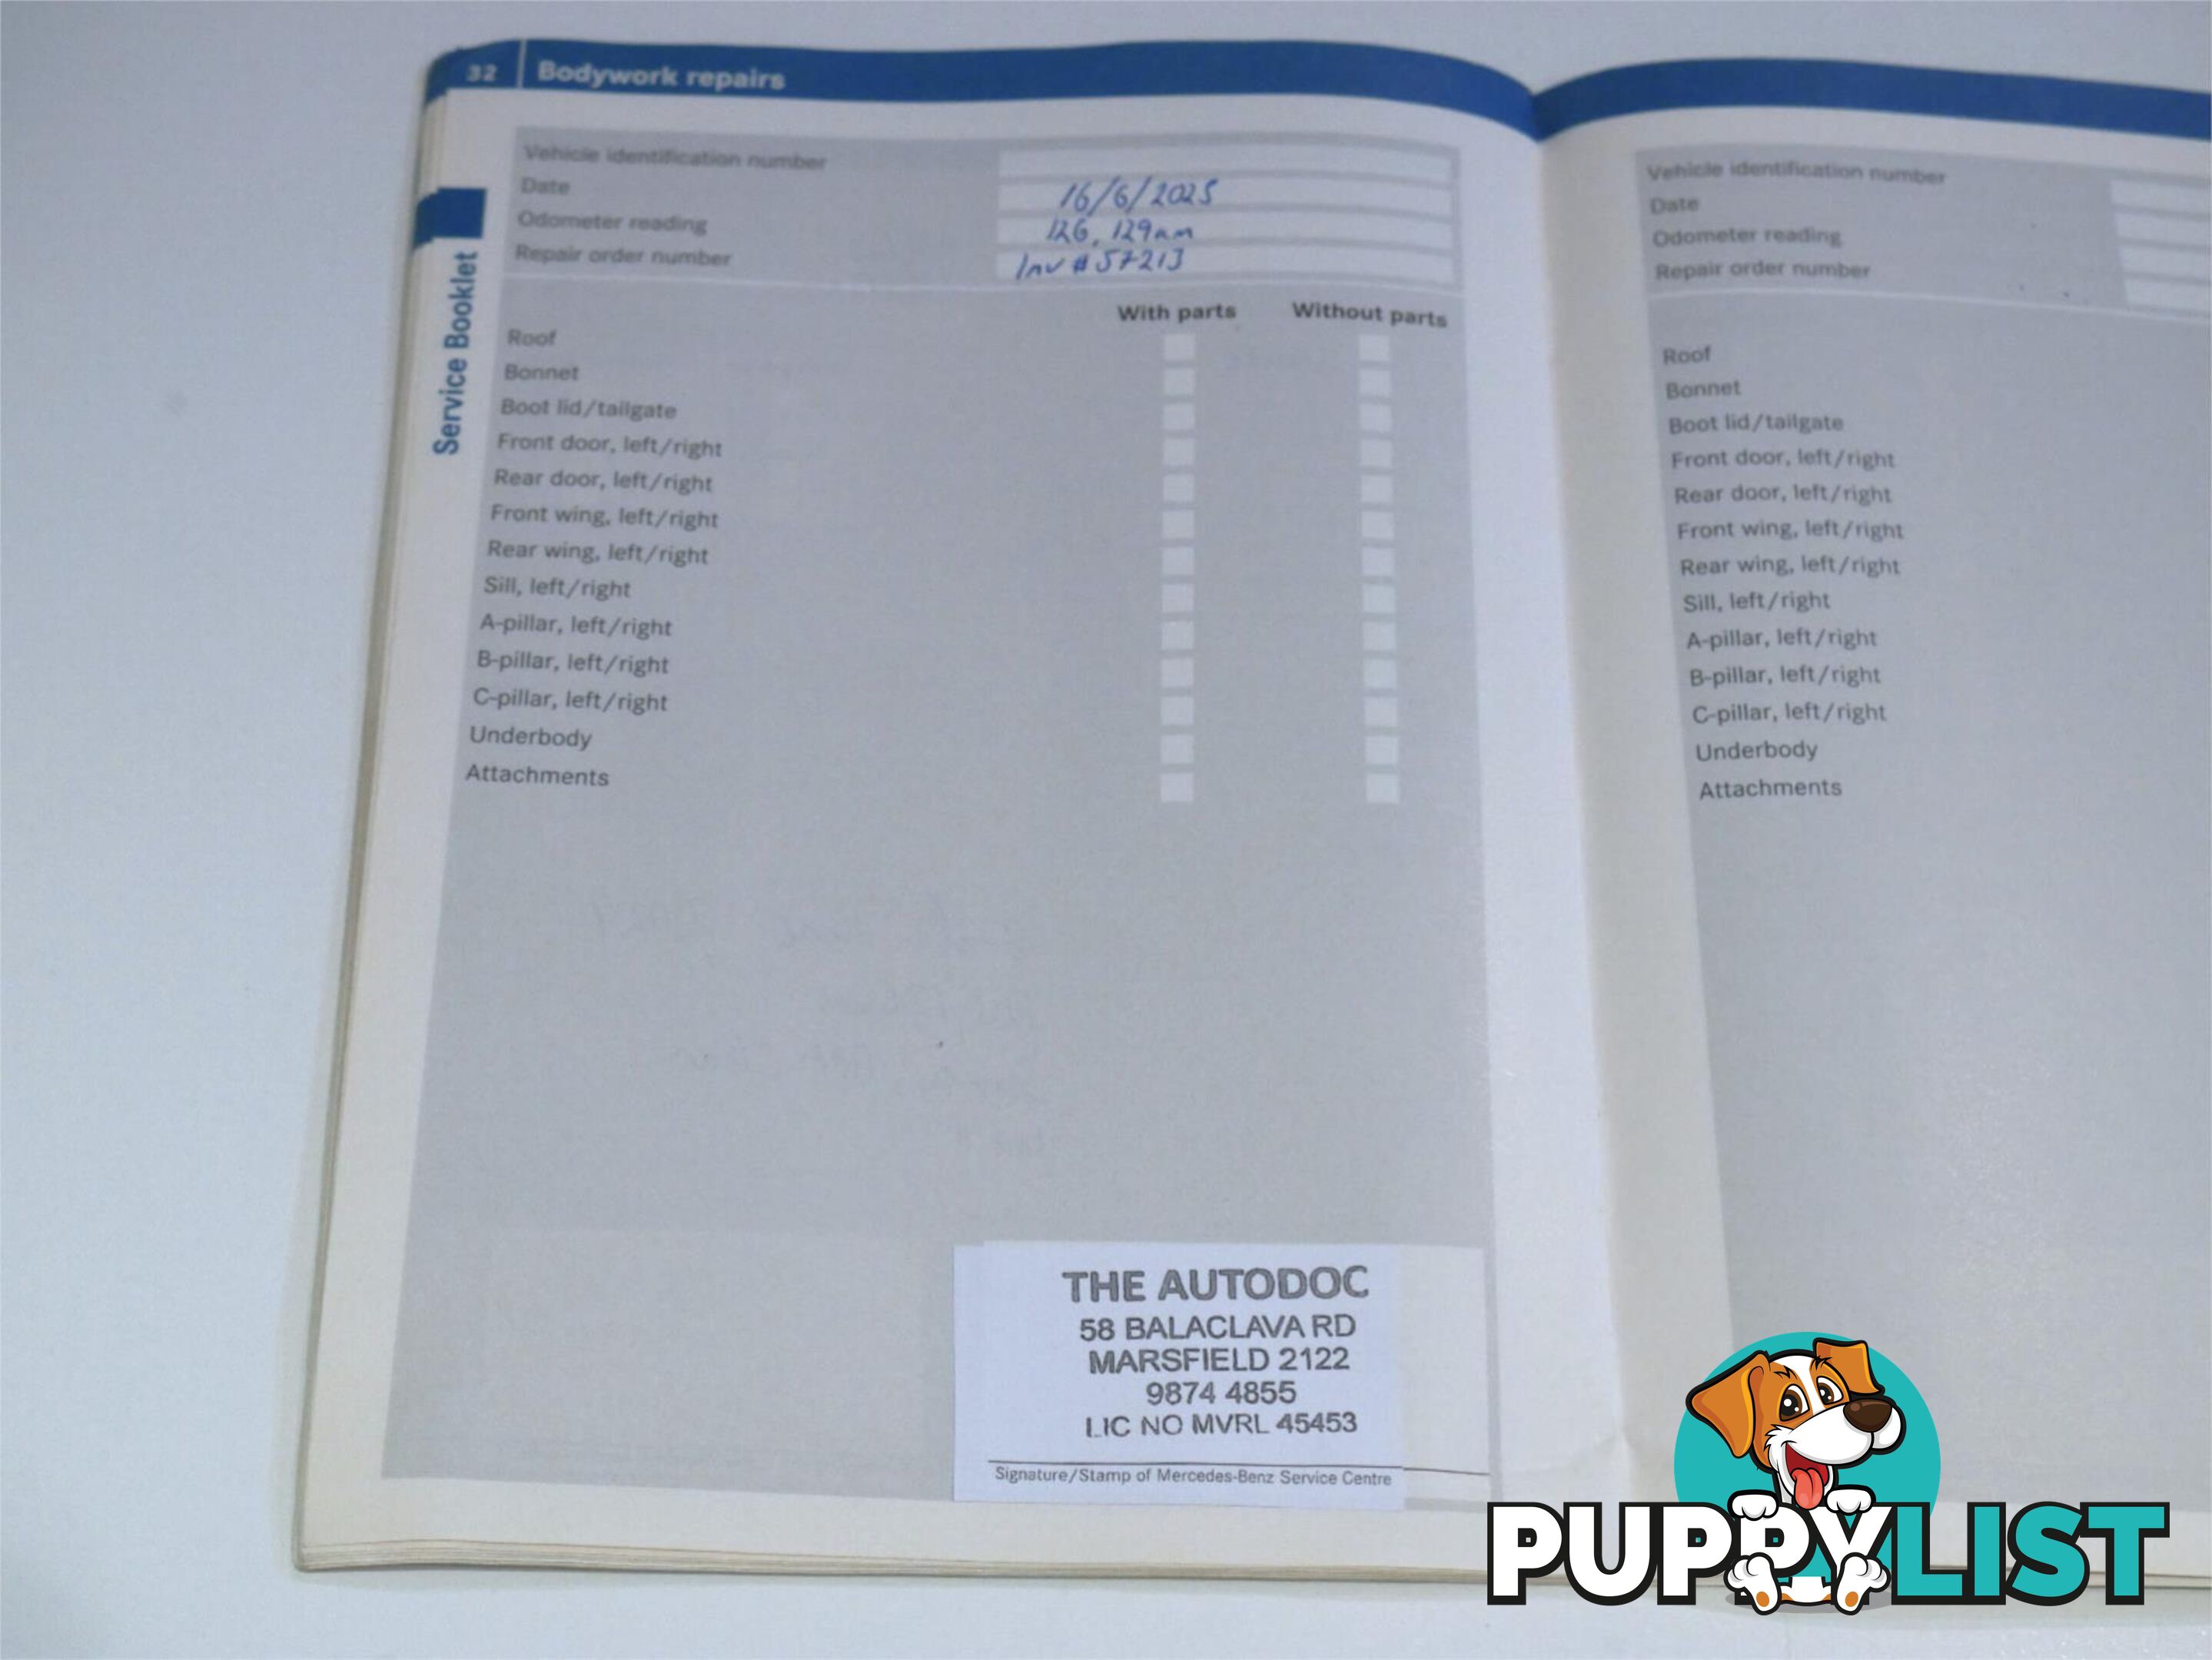 32 Bodywork repairs
Service Booklet
Vehicle identification number
Date 16/6/2025
Odometer reading 126,129km
Repair order number Inv #57213
With parts Without parts
Roof
Bonnet
Boot lid/tailgate
Front door, left/right
Rear door, left/right
Front wing, left/right
Rear wing, left/right
Sill, left/right
A-pillar, left/right
B-pillar, left/right
C-pillar, left/right
Underbody
Attachments
THE AUTODOC
58 BALACLAVA RD
MARSFIELD 2122
9874 4855
LIC NO MVRL 45453
Signature/Stamp of Mercedes-Benz Service Centre
Vehicle identification number
Date
Odometer reading
Repair order number
Roof
Bonnet
Boot lid/tailgate
Front door, left/right
Rear door, left/right
Front wing, left/right
Rear wing, left/right
Sill, left/right
A-pillar, left/right
B-pillar, left/right
C-pillar, left/right
Underbody
Attachments
PUPPYLIST